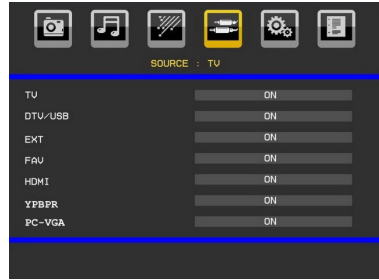 SOURCE : TV
TV ON
DTV/USB ON
EXT ON
FAV ON
HDMI ON
YPBPR ON
PC-VGA ON